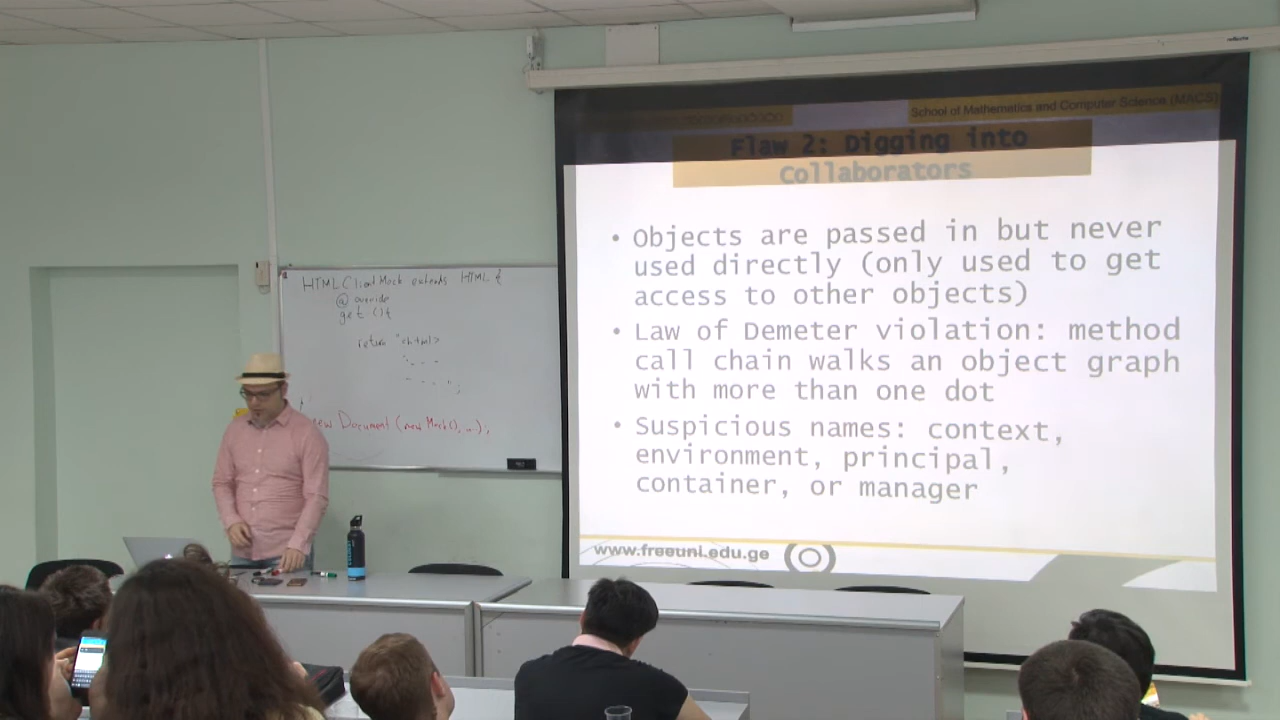 School of Mathematics and Computer Science (MACS)
Flaw 2: Digging into
Collaborators
• Objects are passed in but never
used directly (only used to get
access to other objects)
• Law of Demeter violation: method
call chain walks an object graph
with more than one dot
• Suspicious names: context,
environment, principal,
container, or manager
www.freeuni.edu.ge
HTMLClientMock extends HTML {
@override
get () {
return "<html>
new Document (new Mock(), ...);